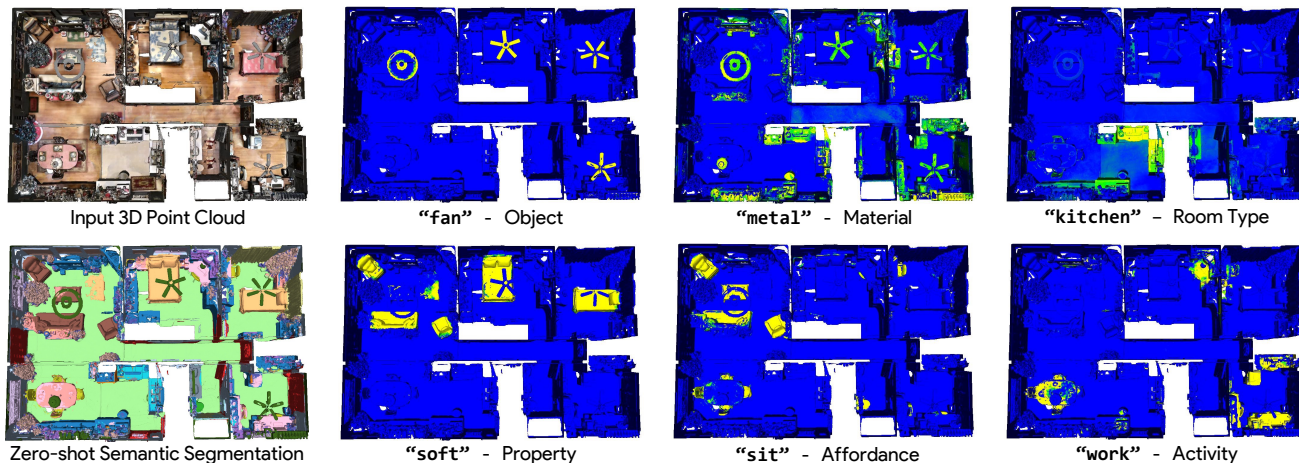 Input 3D Point Cloud
“fan” - Object
“metal” - Material
“kitchen” – Room Type
Zero-shot Semantic Segmentation
“soft” - Property
“sit” - Affordance
“work” - Activity